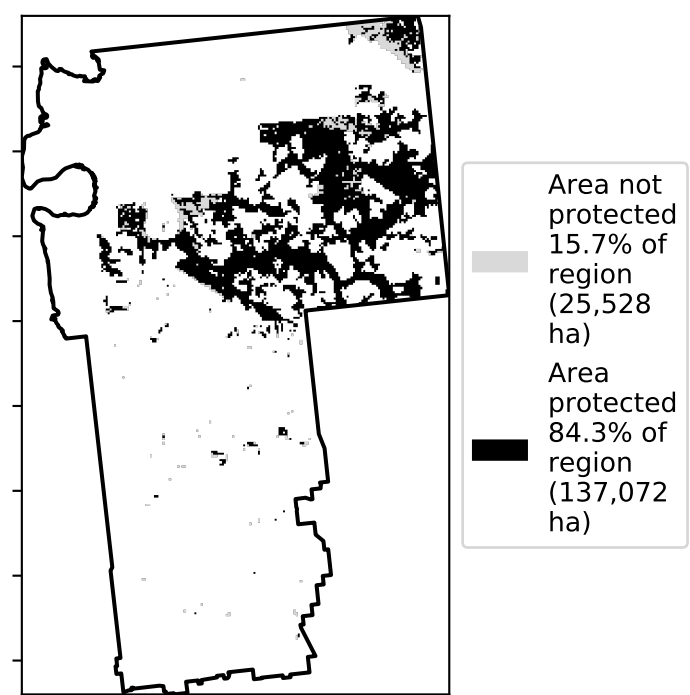 Area not
protected
15.7% of
region
(25,528
ha)
Area
protected
84.3% of
region
(137,072
ha)